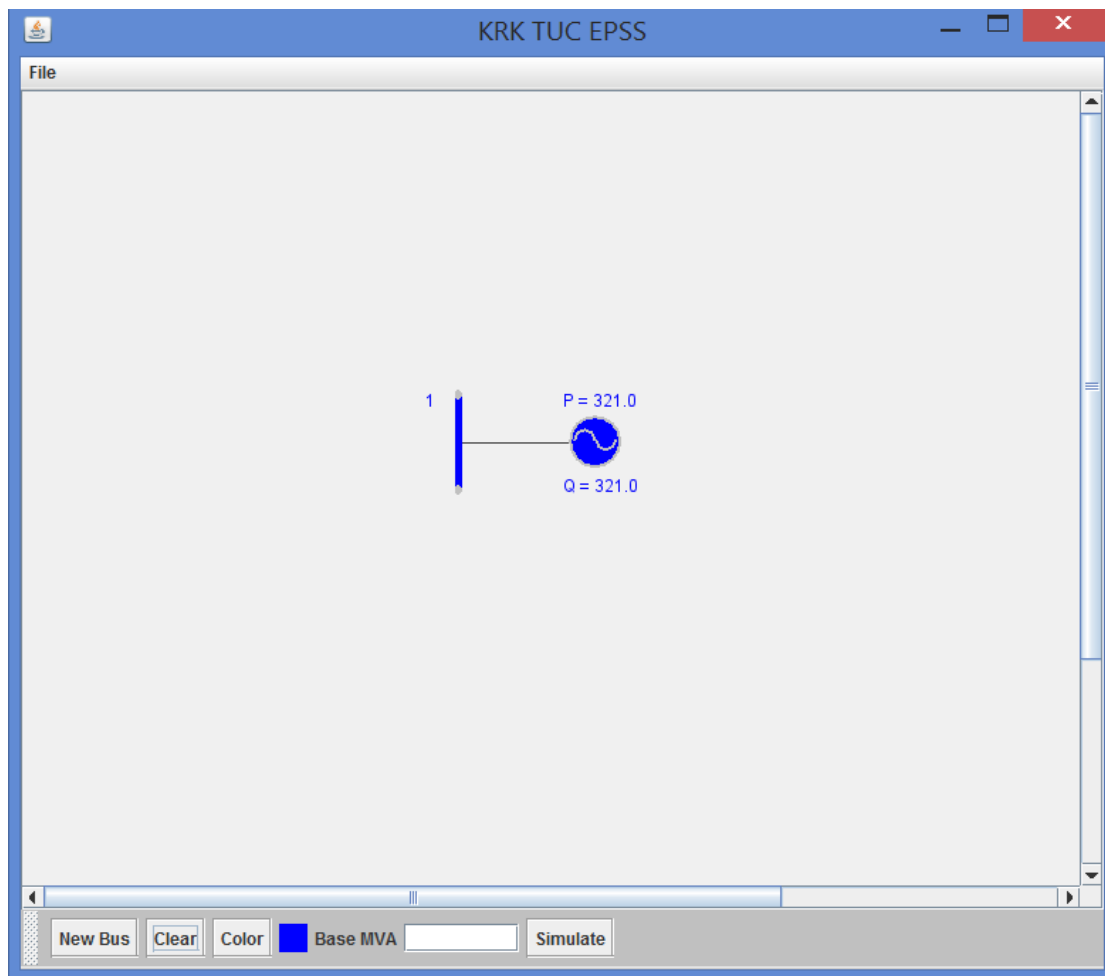 KRK TUC EPSS
File
1
P = 321.0
Q = 321.0
New Bus Clear Color Base MVA Simulate